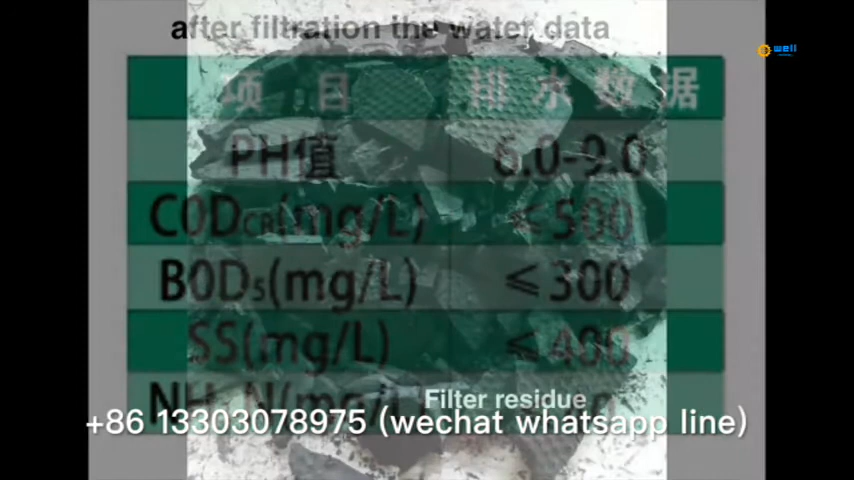 after filtration the water data
well
项 目 排水数据
PH值 6.0-9.0
CODCR(mg/L) ≤500
BOD5(mg/L) ≤300
SS(mg/L) ≤400
Filter residue
+86 13303078975 (wechat whatsapp line)